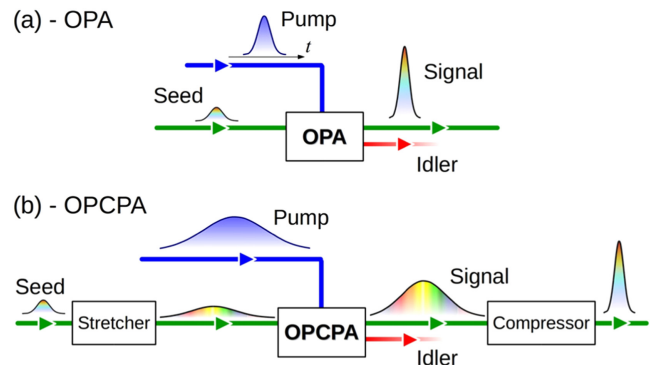 (a) - OPA
Pump
t
Seed
Signal
OPA
Idler
(b) - OPCPA
Pump
Seed
Signal
Stretcher
OPCPA
Compressor
Idler